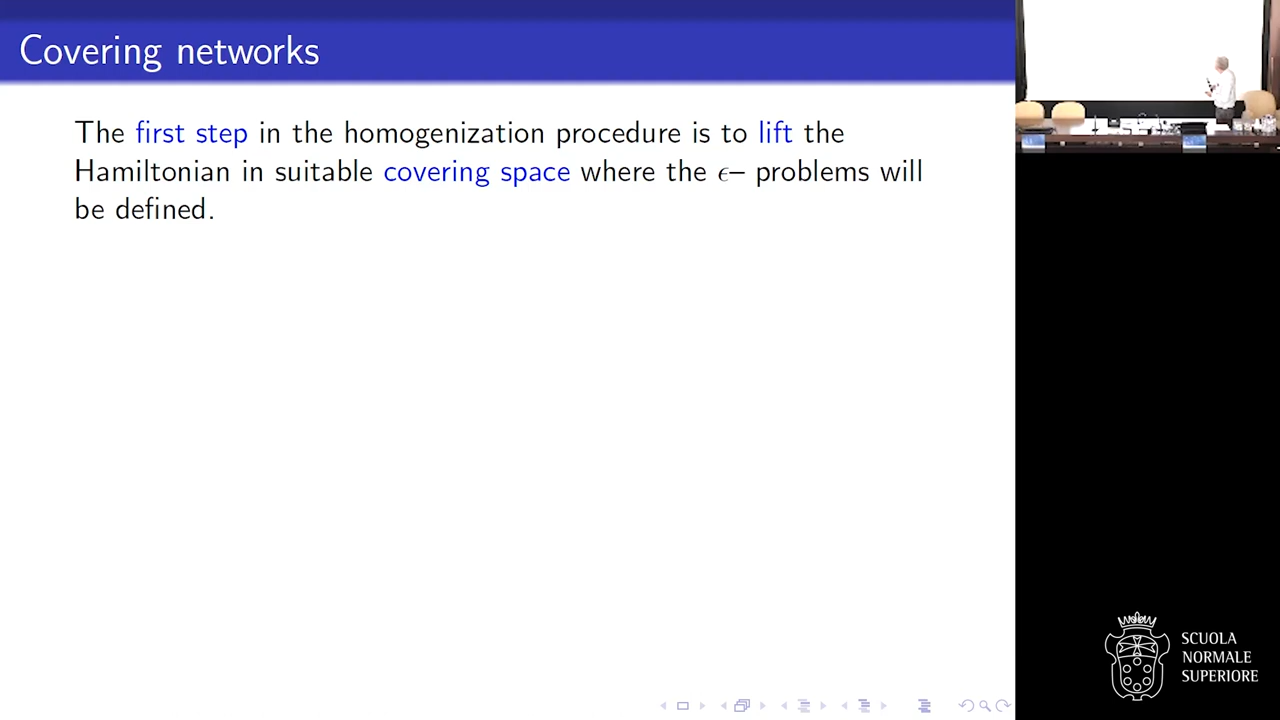 Covering networks
The first step in the homogenization procedure is to lift the
Hamiltonian in suitable covering space where the ϵ– problems will
be defined.
SCUOLA
NORMALE
SUPERIORE